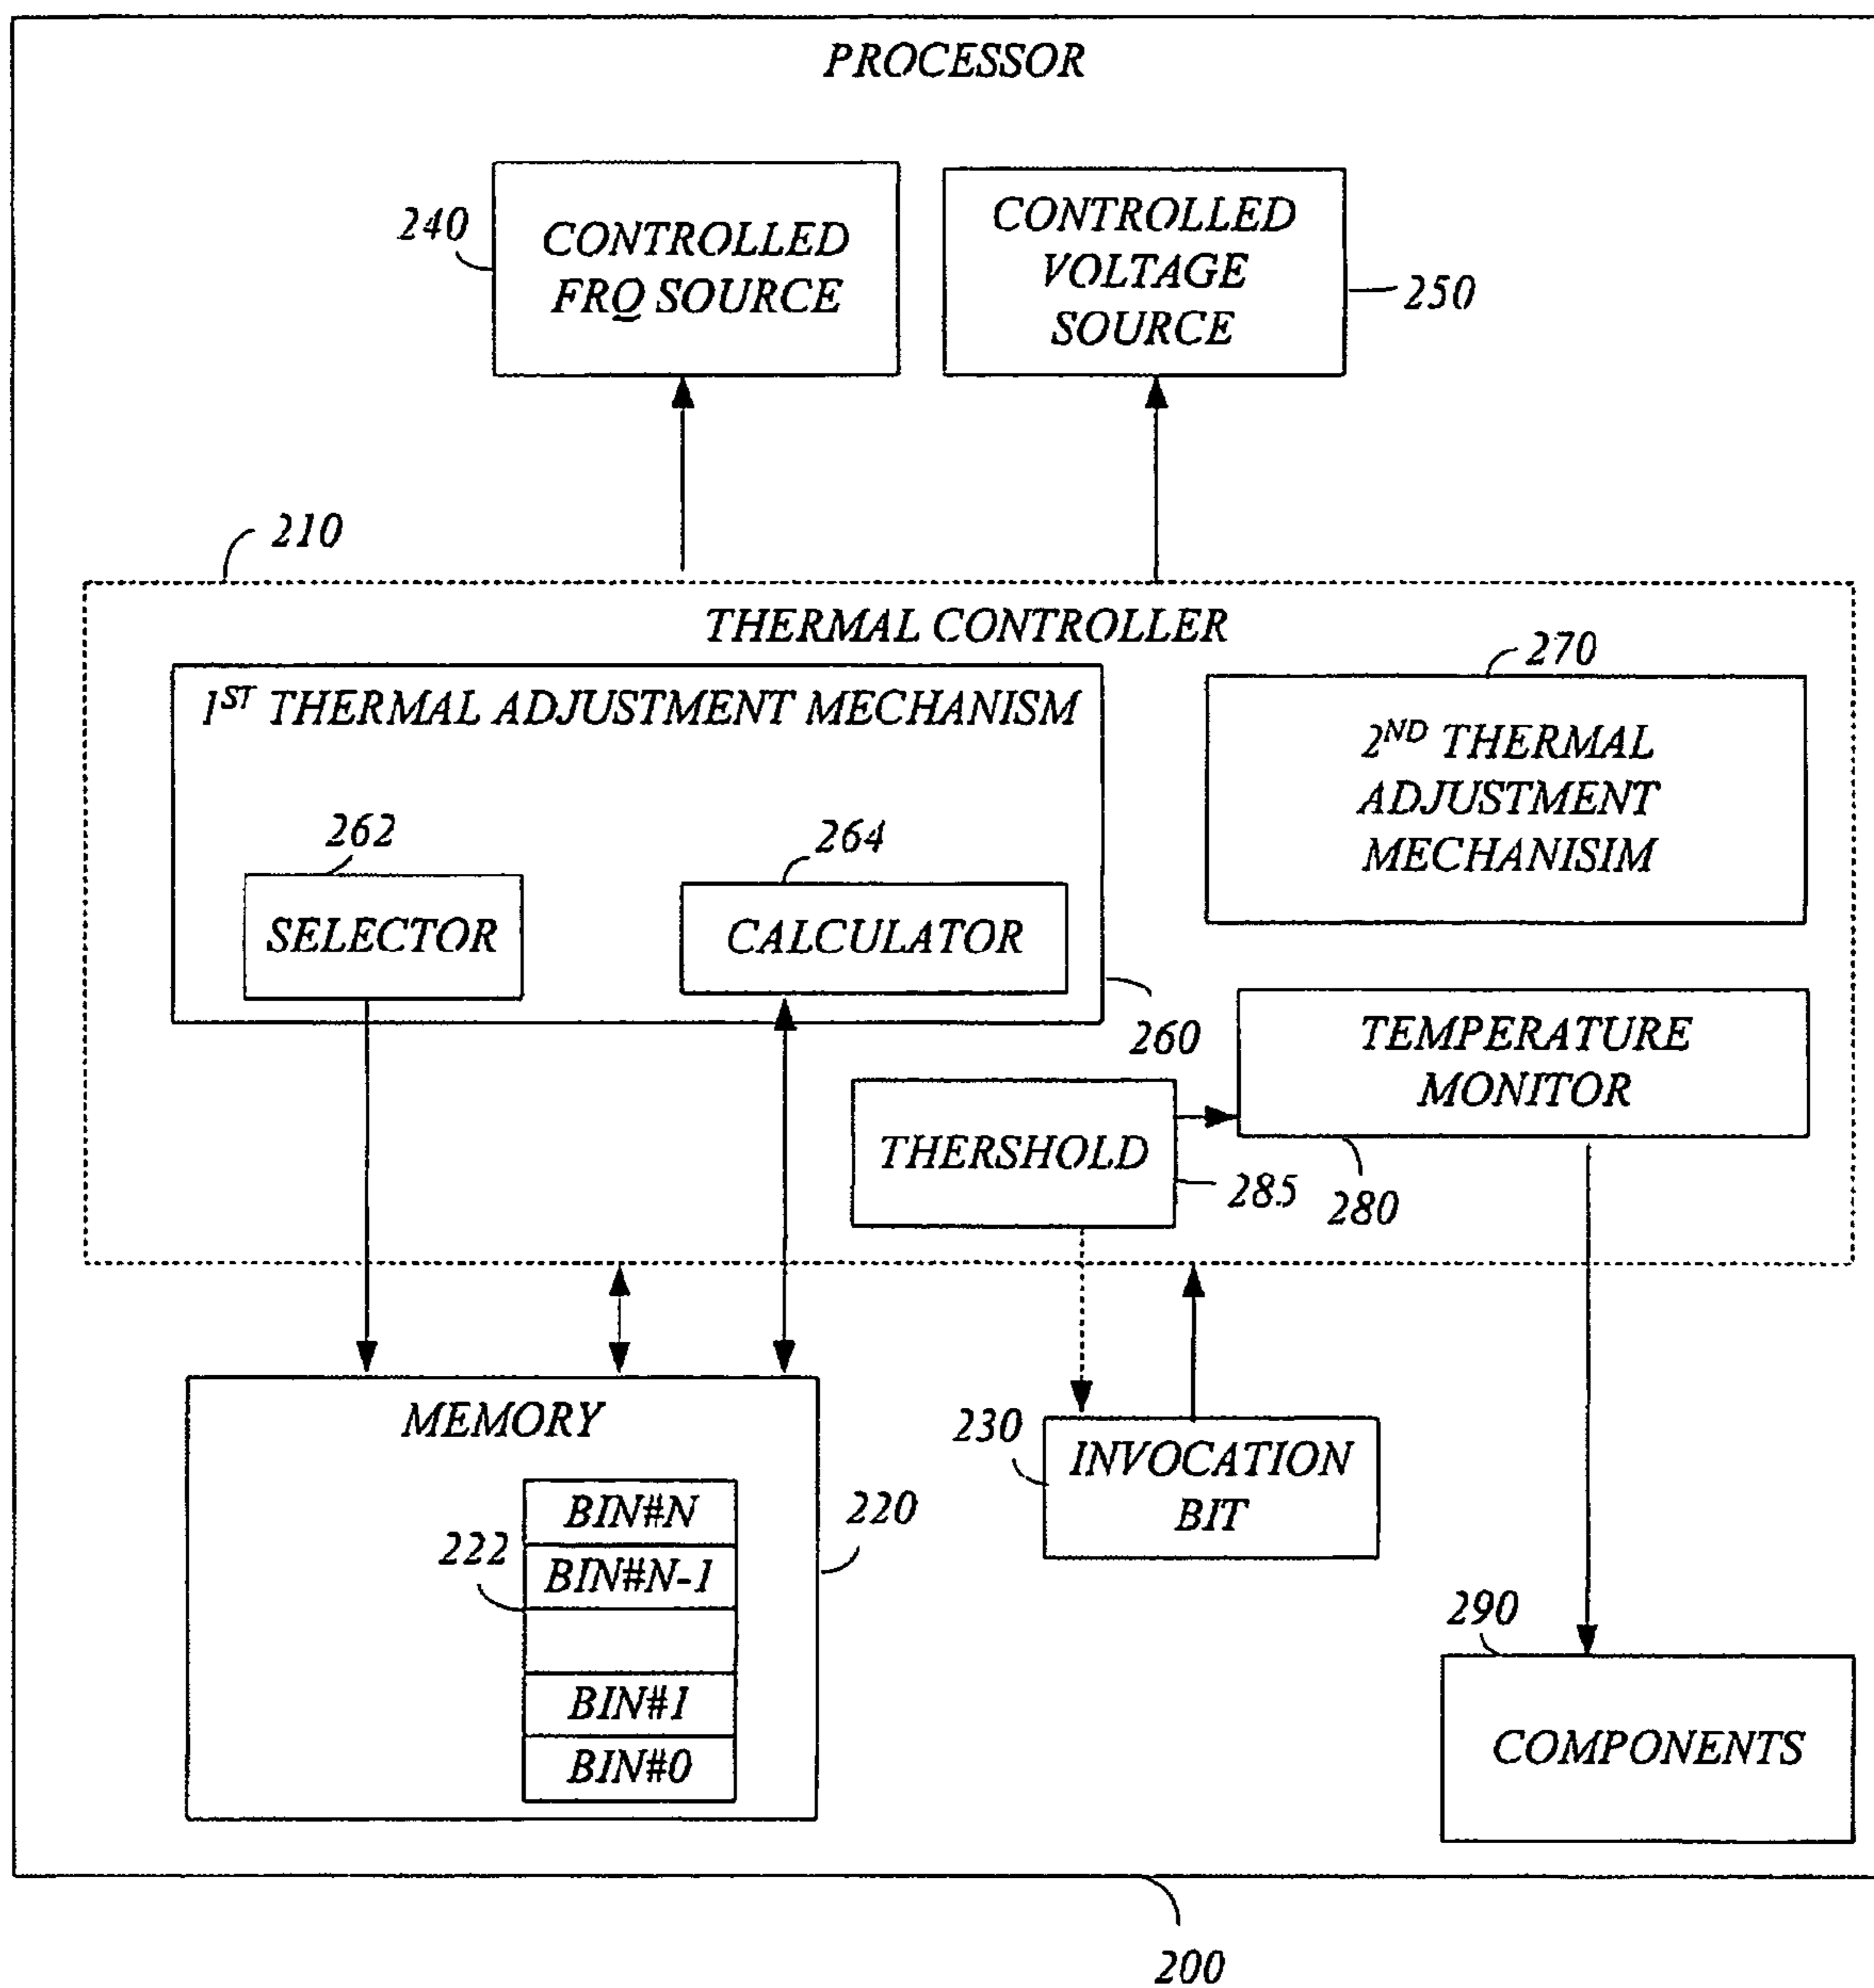 PROCESSOR
240
CONTROLLED
FRQ SOURCE
CONTROLLED
VOLTAGE
SOURCE
250
210
THERMAL CONTROLLER
1ST THERMAL ADJUSTMENT MECHANISM
262
SELECTOR
264
CALCULATOR
260
270
2ND THERMAL
ADJUSTMENT
MECHANISIM
TEMPERATURE
MONITOR
280
THERSHOLD
285
MEMORY
220
222
BIN#N
BIN#N-1
BIN#1
BIN#0
230
INVOCATION
BIT
290
COMPONENTS
200